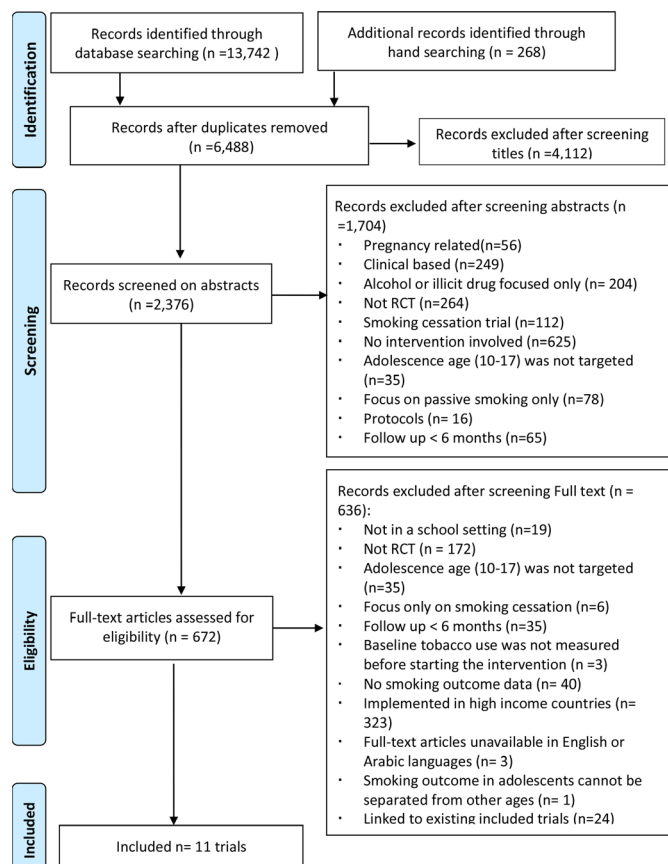 Identification
Records identified through
database searching (n =13,742 )
Additional records identified through
hand searching (n = 268)
Records after duplicates removed
(n =6,488)
Records excluded after screening
titles (n =4,112)
Screening
Records screened on abstracts
(n =2,376)
Records excluded after screening abstracts (n
=1,704)
· Pregnancy related(n=56)
· Clinical based (n=249)
· Alcohol or illicit drug focused only (n= 204)
· Not RCT (n=264)
· Smoking cessation trial (n=112)
· No intervention involved (n=625)
· Adolescence age (10-17) was not targeted
(n=35)
· Focus on passive smoking only (n=78)
· Protocols (n= 16)
· Follow up < 6 months (n=65)
Eligibility
Full-text articles assessed for
eligibility (n = 672)
Records excluded after screening Full text (n =
636):
· Not in a school setting (n=19)
· Not RCT (n = 172)
· Adolescence age (10-17) was not targeted
(n=35)
· Focus only on smoking cessation (n=6)
· Follow up < 6 months (n=35)
· Baseline tobacco use was not measured
before starting the intervention (n =3)
· No smoking outcome data (n= 40)
· Implemented in high income countries (n=
323)
· Full-text articles unavailable in English or
Arabic languages (n= 3)
· Smoking outcome in adolescents cannot be
separated from other ages (n= 1)
· Linked to existing included trials (n=24)
Included
Included n= 11 trials